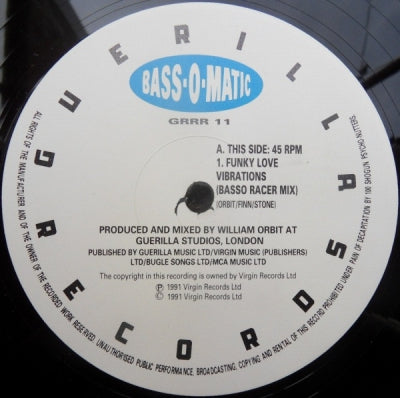 GUERILLA RECORDS
BASS-O-MATIC
GRRR 11
A. THIS SIDE: 45 RPM
1. FUNKY LOVE
VIBRATIONS
(BASSO RACER MIX)
(ORBIT/FINN/STONE)
PRODUCED AND MIXED BY WILLIAM ORBIT AT
GUERILLA STUDIOS, LONDON
PUBLISHED BY GUERILLA MUSIC LTD/VIRGIN MUSIC (PUBLISHERS)
LTD/BUGLE SONGS LTD/MCA MUSIC LTD
The copyright in this recording is owned by Virgin Records Ltd
℗ 1991 Virgin Records Ltd
© 1991 Virgin Records Ltd
ALL RIGHTS OF THE MANUFACTURER AND OF THE OWNER OF THE RECORDED WORK RESERVED. UNAUTHORISED PUBLIC PERFORMANCE, BROADCASTING, COPYING AND RENTAL OF THIS RECORD PROHIBITED UNDER PAIN OF DECAPITATION BY 100 SHOGUN PSYCHO-NUTTERS.